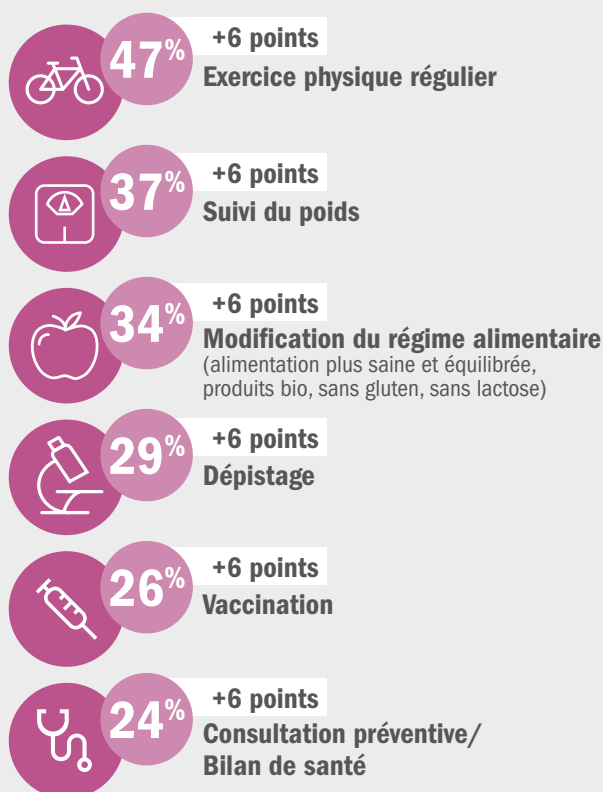 47%
+6 points
Exercice physique régulier
37%
+6 points
Suivi du poids
34%
+6 points
Modification du régime alimentaire
(alimentation plus saine et équilibrée,
produits bio, sans gluten, sans lactose)
29%
+6 points
Dépistage
26%
+6 points
Vaccination
24%
+6 points
Consultation préventive/
Bilan de santé